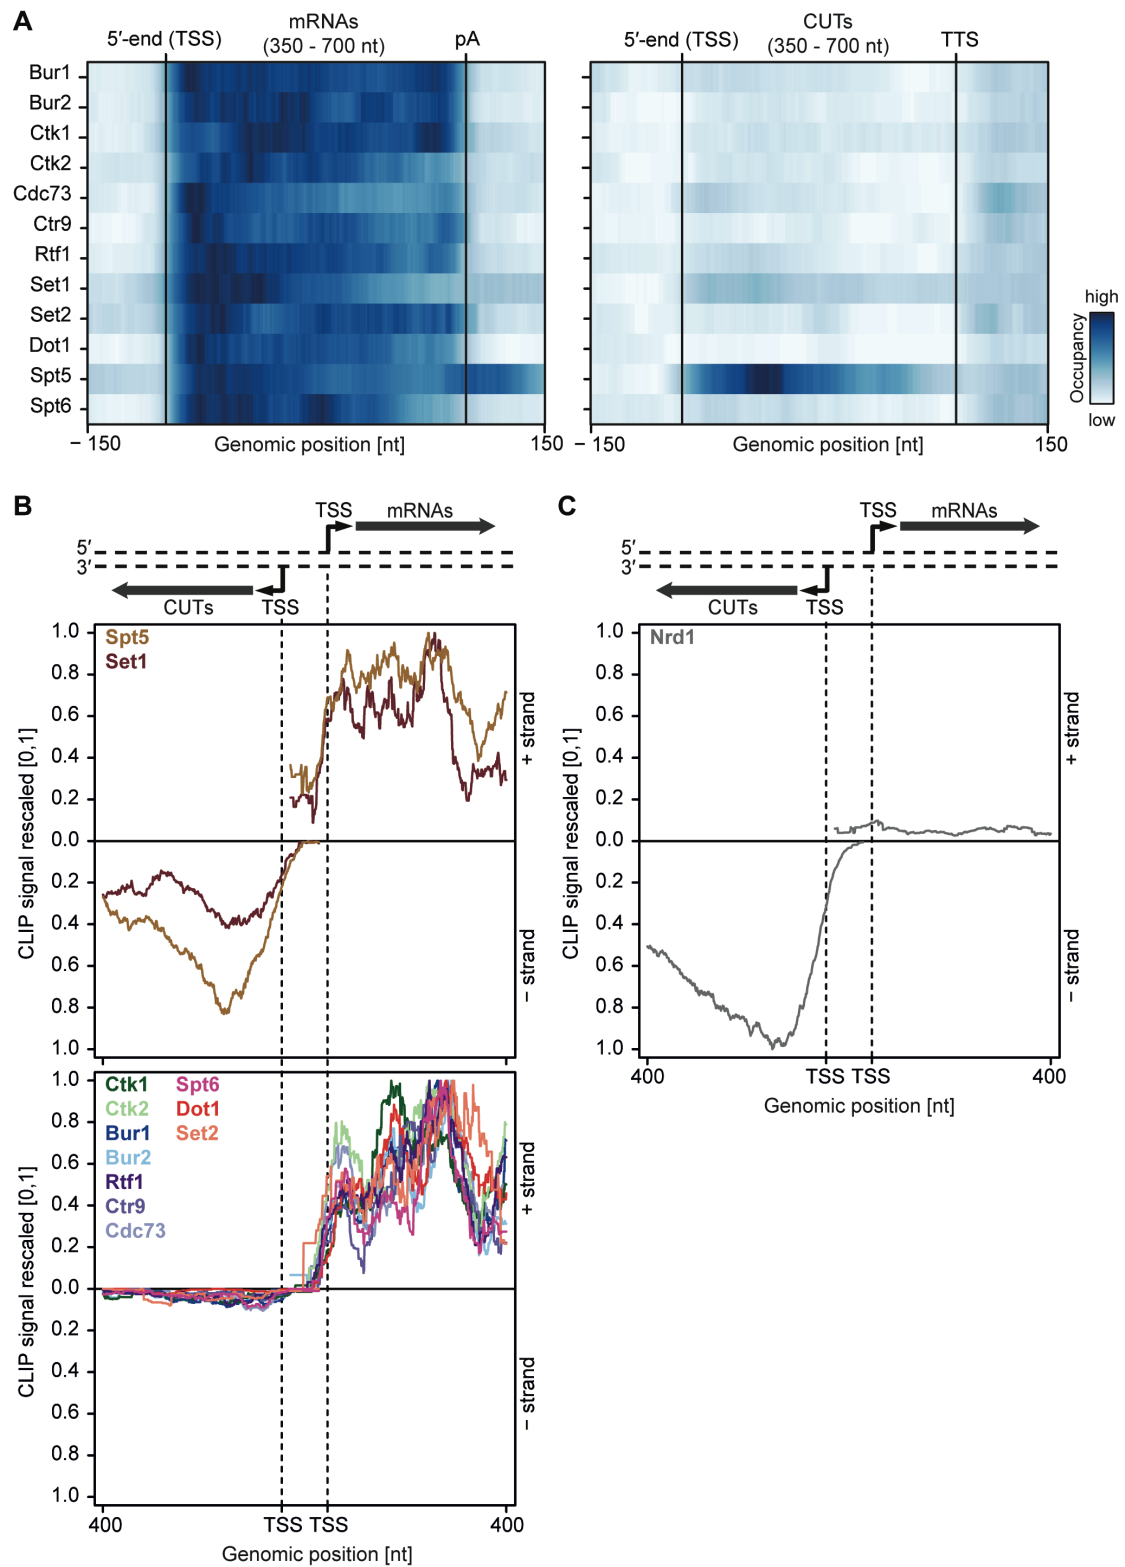 A
mRNAs
5′-end (TSS) (350 - 700 nt) pA
CUTs
5′-end (TSS) (350 - 700 nt) TTS
Bur1
Bur2
Ctk1
Ctk2
Cdc73
Ctr9
Rtf1
Set1
Set2
Dot1
Spt5
Spt6
− 150 Genomic position [nt] 150
− 150 Genomic position [nt] 150
high
Occupancy
low
B
TSS mRNAs
5′
3′
CUTs TSS
Spt5
Set1
1.0
0.8
0.6
0.4
0.2
0.0
0.2
0.4
0.6
0.8
1.0
CLIP signal rescaled [0,1]
+ strand
− strand
Ctk1 Spt6
Ctk2 Dot1
Bur1 Set2
Bur2
Rtf1
Ctr9
Cdc73
1.0
0.8
0.6
0.4
0.2
0.0
0.2
0.4
0.6
0.8
1.0
CLIP signal rescaled [0,1]
+ strand
− strand
400 TSS TSS 400
Genomic position [nt]
C
TSS mRNAs
5′
3′
CUTs TSS
Nrd1
1.0
0.8
0.6
0.4
0.2
0.0
0.2
0.4
0.6
0.8
1.0
CLIP signal rescaled [0,1]
+ strand
− strand
400 TSS TSS 400
Genomic position [nt]